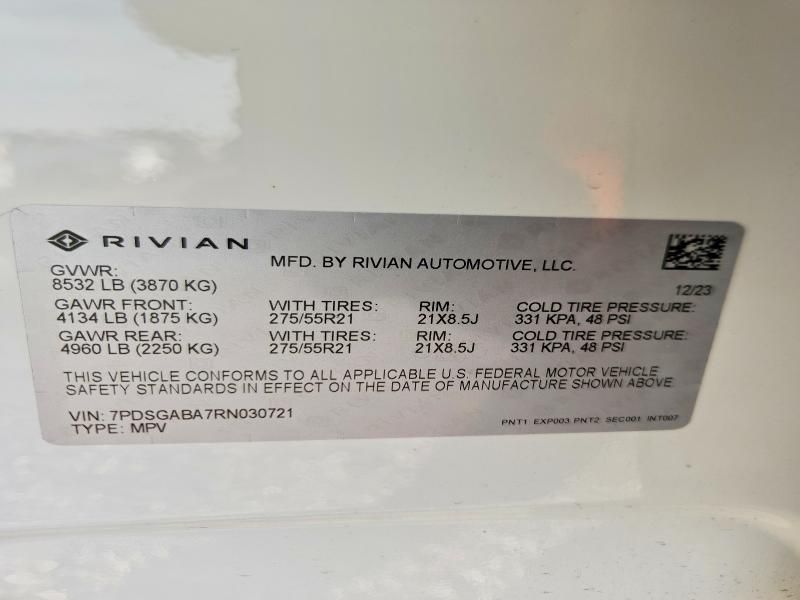 RIVIAN
MFD. BY RIVIAN AUTOMOTIVE, LLC.
12/23
GVWR:
8532 LB (3870 KG)
GAWR FRONT: WITH TIRES: RIM: COLD TIRE PRESSURE:
4134 LB (1875 KG) 275/55R21 21X8.5J 331 KPA, 48 PSI
GAWR REAR: WITH TIRES: RIM: COLD TIRE PRESSURE:
4960 LB (2250 KG) 275/55R21 21X8.5J 331 KPA, 48 PSI
THIS VEHICLE CONFORMS TO ALL APPLICABLE U.S. FEDERAL MOTOR VEHICLE
SAFETY STANDARDS IN EFFECT ON THE DATE OF MANUFACTURE SHOWN ABOVE
VIN: 7PDSGABA7RN030721
TYPE: MPV
PNT1 EXP003 PNT2 SEC001 INT007